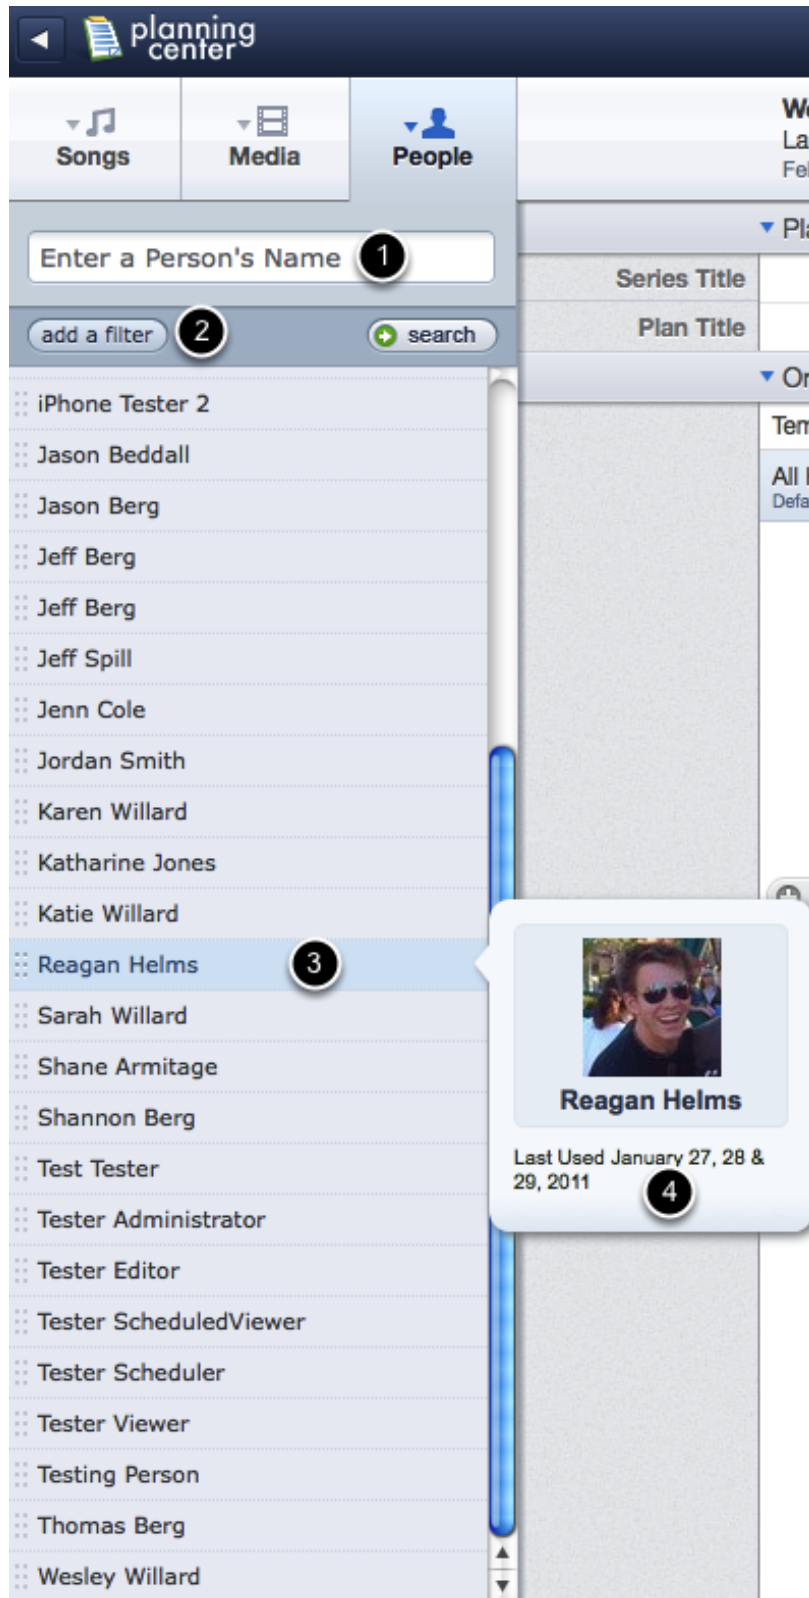 planning
center
Songs
Media
People
Enter a Person's Name
1
add a filter
2
search
iPhone Tester 2
Jason Beddall
Jason Berg
Jeff Berg
Jeff Berg
Jeff Spill
Jenn Cole
Jordan Smith
Karen Willard
Katharine Jones
Katie Willard
Reagan Helms
3
Sarah Willard
Shane Armitage
Shannon Berg
Test Tester
Tester Administrator
Tester Editor
Tester ScheduledViewer
Tester Scheduler
Tester Viewer
Testing Person
Thomas Berg
Wesley Willard
Series Title
Plan Title
All
Reagan Helms
Last Used January 27, 28 &
29, 2011
4